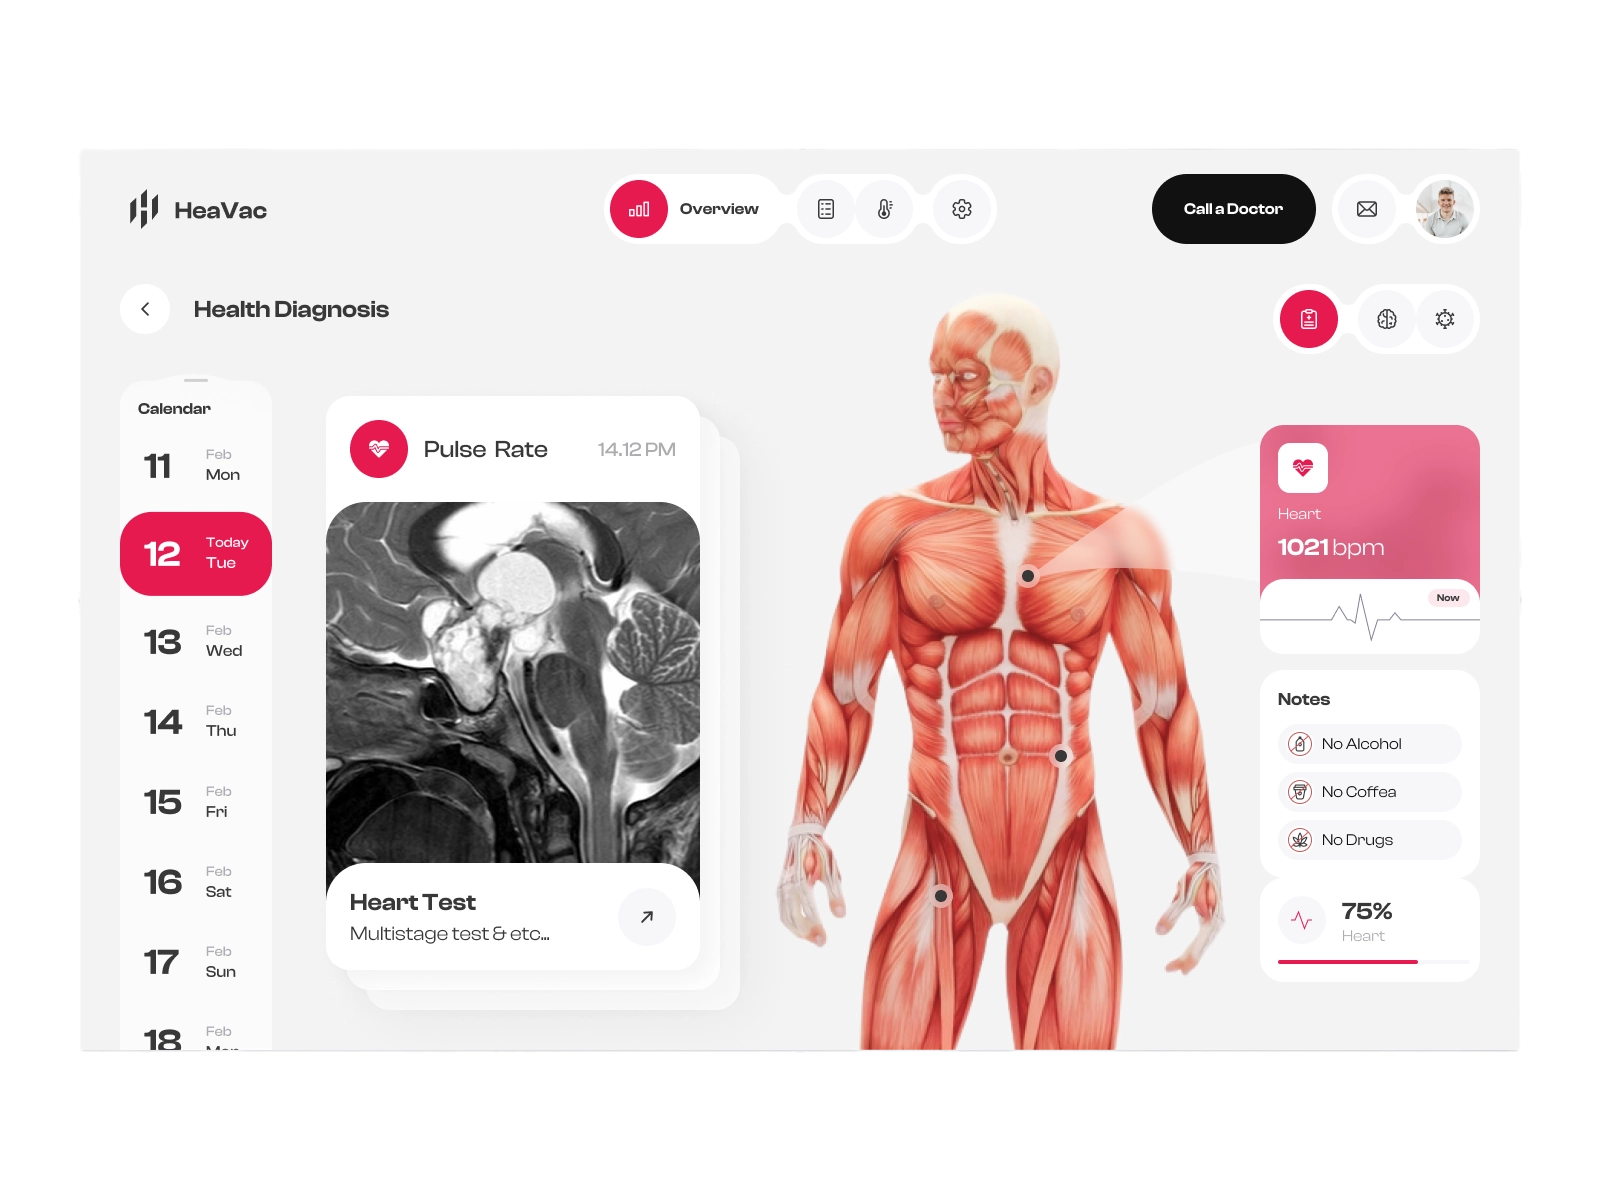 HeaVac
Overview
Call a Doctor
Health Diagnosis
Calendar
11
Feb
Mon
12
Today
Tue
13
Feb
Wed
14
Feb
Thu
15
Feb
Fri
16
Feb
Sat
17
Feb
Sun
18
Feb
Pulse Rate
14.12 PM
Heart Test
Multistage test & etc...
Heart
1021 bpm
Now
Notes
No Alcohol
No Coffea
No Drugs
75%
Heart